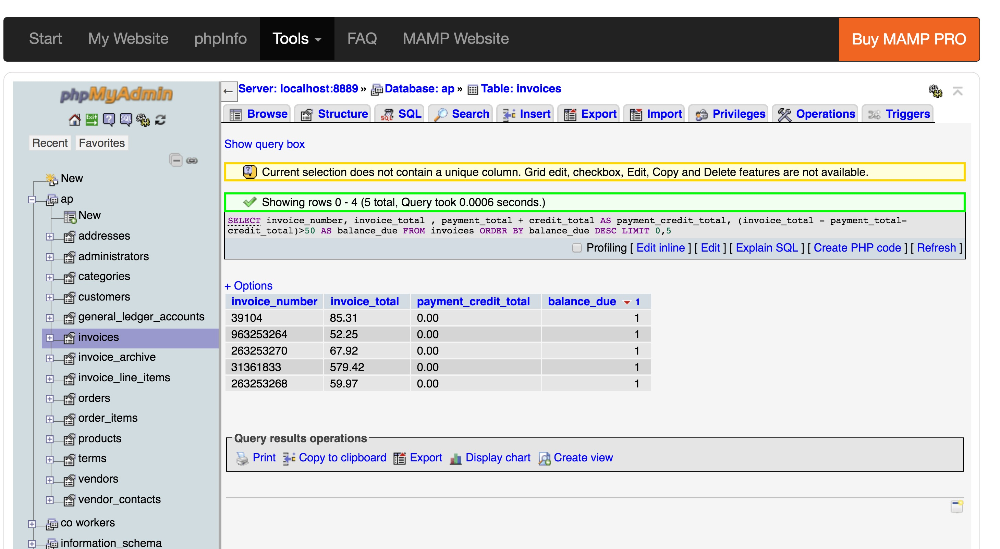 Start My Website phpInfo Tools FAQ MAMP Website Buy MAMP PRO
phpMyAdmin
Exit ? SQL
Recent Favorites
New
ap
New
addresses
administrators
categories
customers
general_ledger_accounts
invoices
invoice_archive
invoice_line_items
orders
order_items
products
terms
vendors
vendor_contacts
co workers
information_schema
← Server: localhost:8889 » Database: ap » Table: invoices
Browse Structure SQL Search Insert Export Import Privileges Operations Triggers
Show query box
Current selection does not contain a unique column. Grid edit, checkbox, Edit, Copy and Delete features are not available.
Showing rows 0 - 4 (5 total, Query took 0.0006 seconds.)
SELECT invoice_number, invoice_total , payment_total + credit_total AS payment_credit_total, (invoice_total - payment_total-
credit_total)>50 AS balance_due FROM invoices ORDER BY balance_due DESC LIMIT 0,5
Profiling [ Edit inline ] [ Edit ] [ Explain SQL ] [ Create PHP code ] [ Refresh ]
+ Options
invoice_number invoice_total payment_credit_total balance_due 1
39104 85.31 0.00 1
963253264 52.25 0.00 1
263253270 67.92 0.00 1
31361833 579.42 0.00 1
263253268 59.97 0.00 1
Query results operations
Print Copy to clipboard Export Display chart Create view